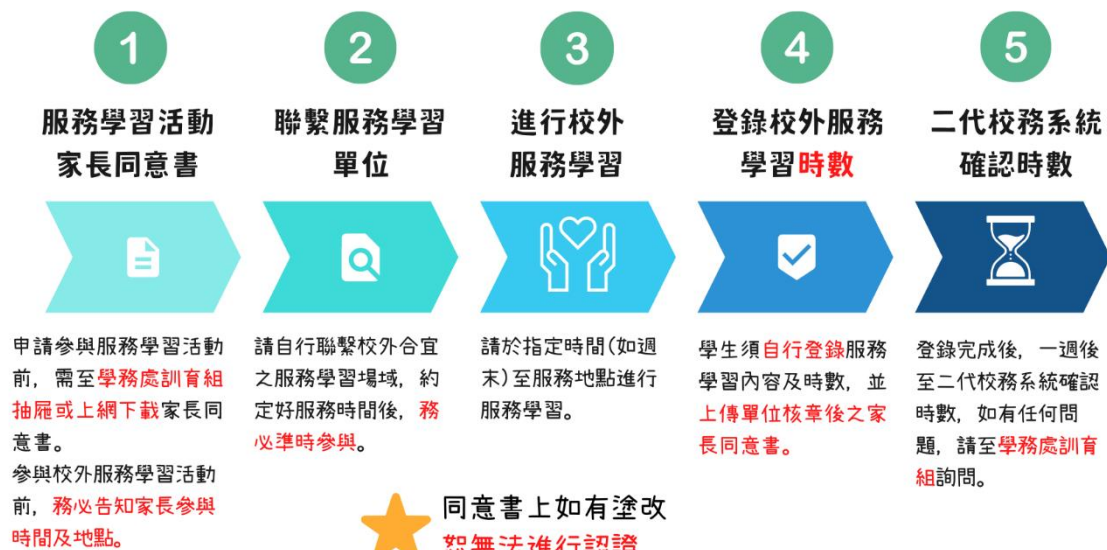 1
服務學習活動
家長同意書
申請參與服務學習活動
前，需至學務處訓育組
抽屜或上網下載家長同
意書。
參與校外服務學習活動
前，務必告知家長參與
時間及地點。
2
聯繫服務學習
單位
請自行聯繫校外合宜
之服務學習場域，約
定好服務時間後，務
必準時參與。
3
進行校外
服務學習
請於指定時間(如週
末)至服務地點進行
服務學習。
4
登錄校外服務
學習時數
學生須自行登錄服務
學習內容及時數，並
上傳單位核章後之家
長同意書。
5
二代校務系統
確認時數
登錄完成後，一週後
至二代校務系統確認
時數，如有任何問
題，請至學務處訓育
組詢問。
同意書上如有塗改
恕無法進行認證